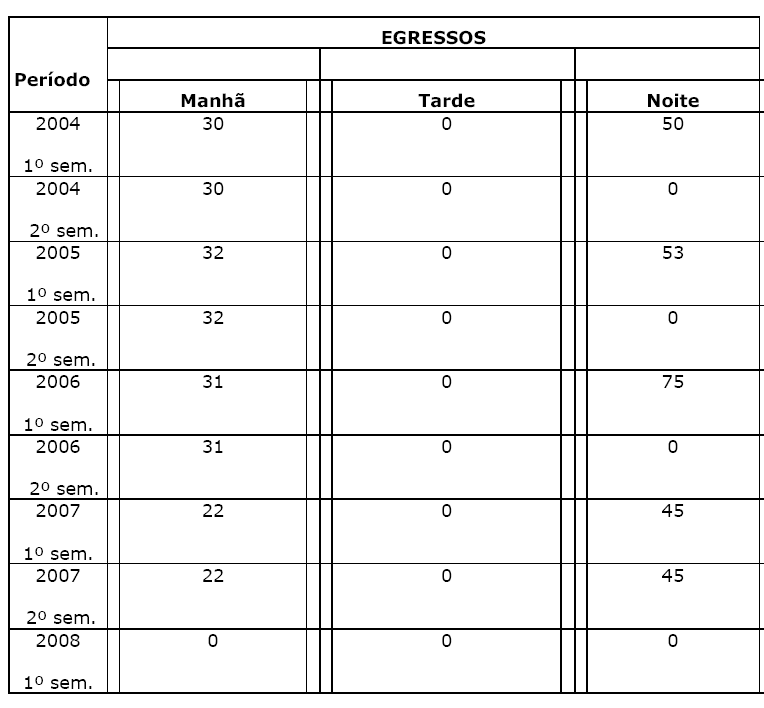 EGRESSOS
Período
Manhã Tarde Noite
2004 30 0 50
1º sem.
2004 30 0 0
2º sem.
2005 32 0 53
1º sem.
2005 32 0 0
2º sem.
2006 31 0 75
1º sem.
2006 31 0 0
2º sem.
2007 22 0 45
1º sem.
2007 22 0 45
2º sem.
2008 0 0 0
1º sem.